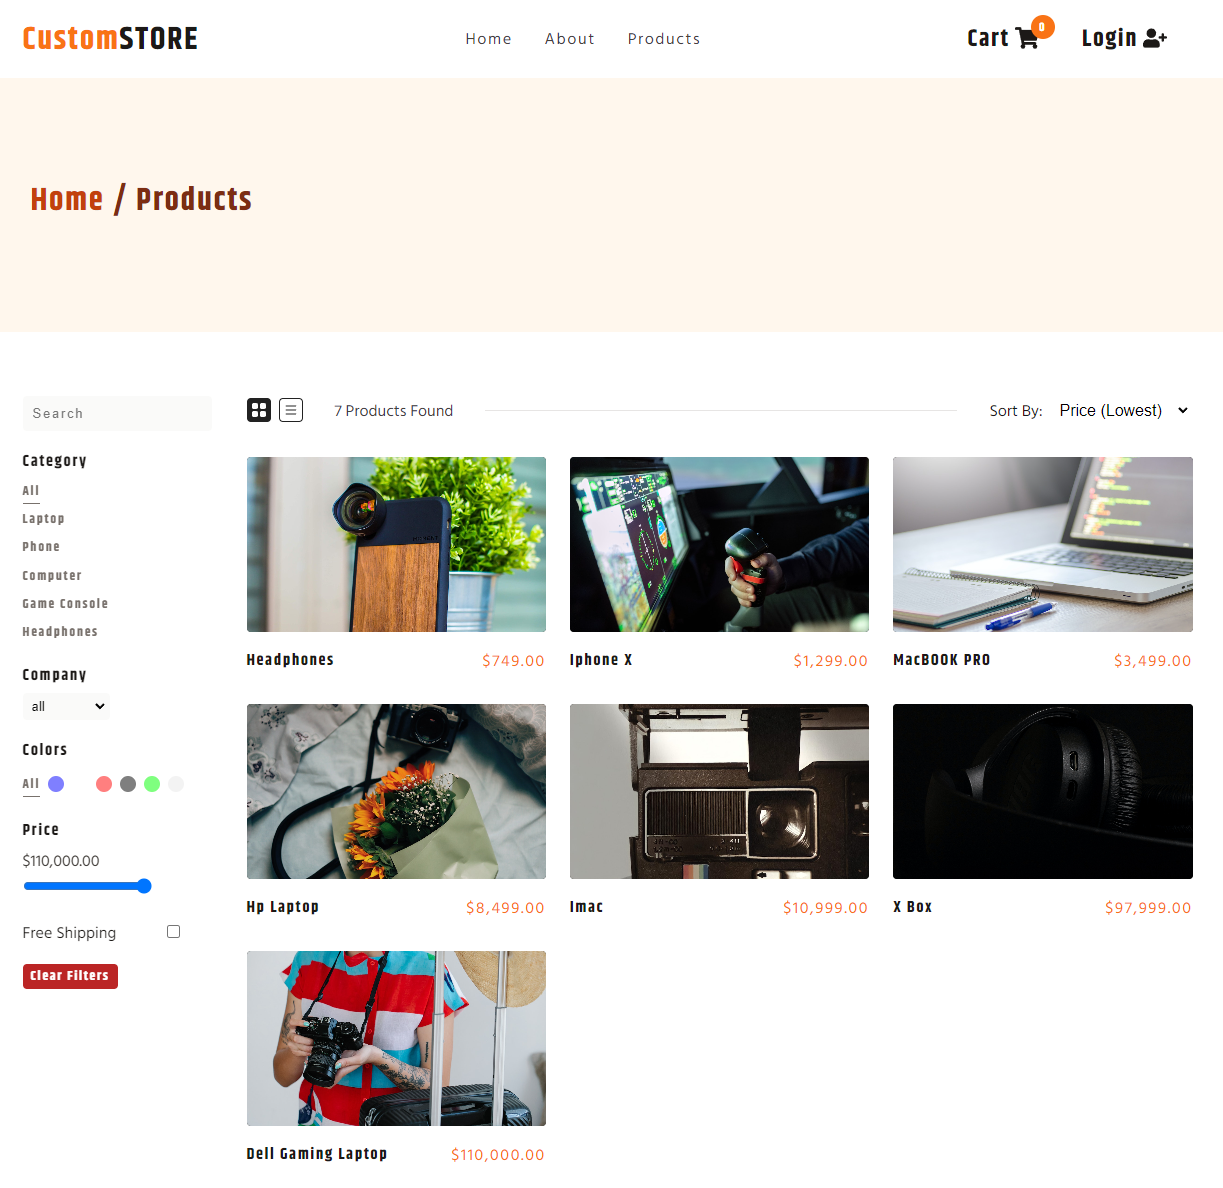 CustomSTORE
Home About Products
Cart 0 Login
Home / Products
Search
7 Products Found
Sort By: Price (Lowest)
Category
All
Laptop
Phone
Computer
Game Console
Headphones
Company
all
Colors
All
Price
$110,000.00
Free Shipping
Clear Filters
Headphones $749.00
Iphone X $1,299.00
MacBOOK PRO $3,499.00
Hp Laptop $8,499.00
Imac $10,999.00
X Box $97,999.00
Dell Gaming Laptop $110,000.00